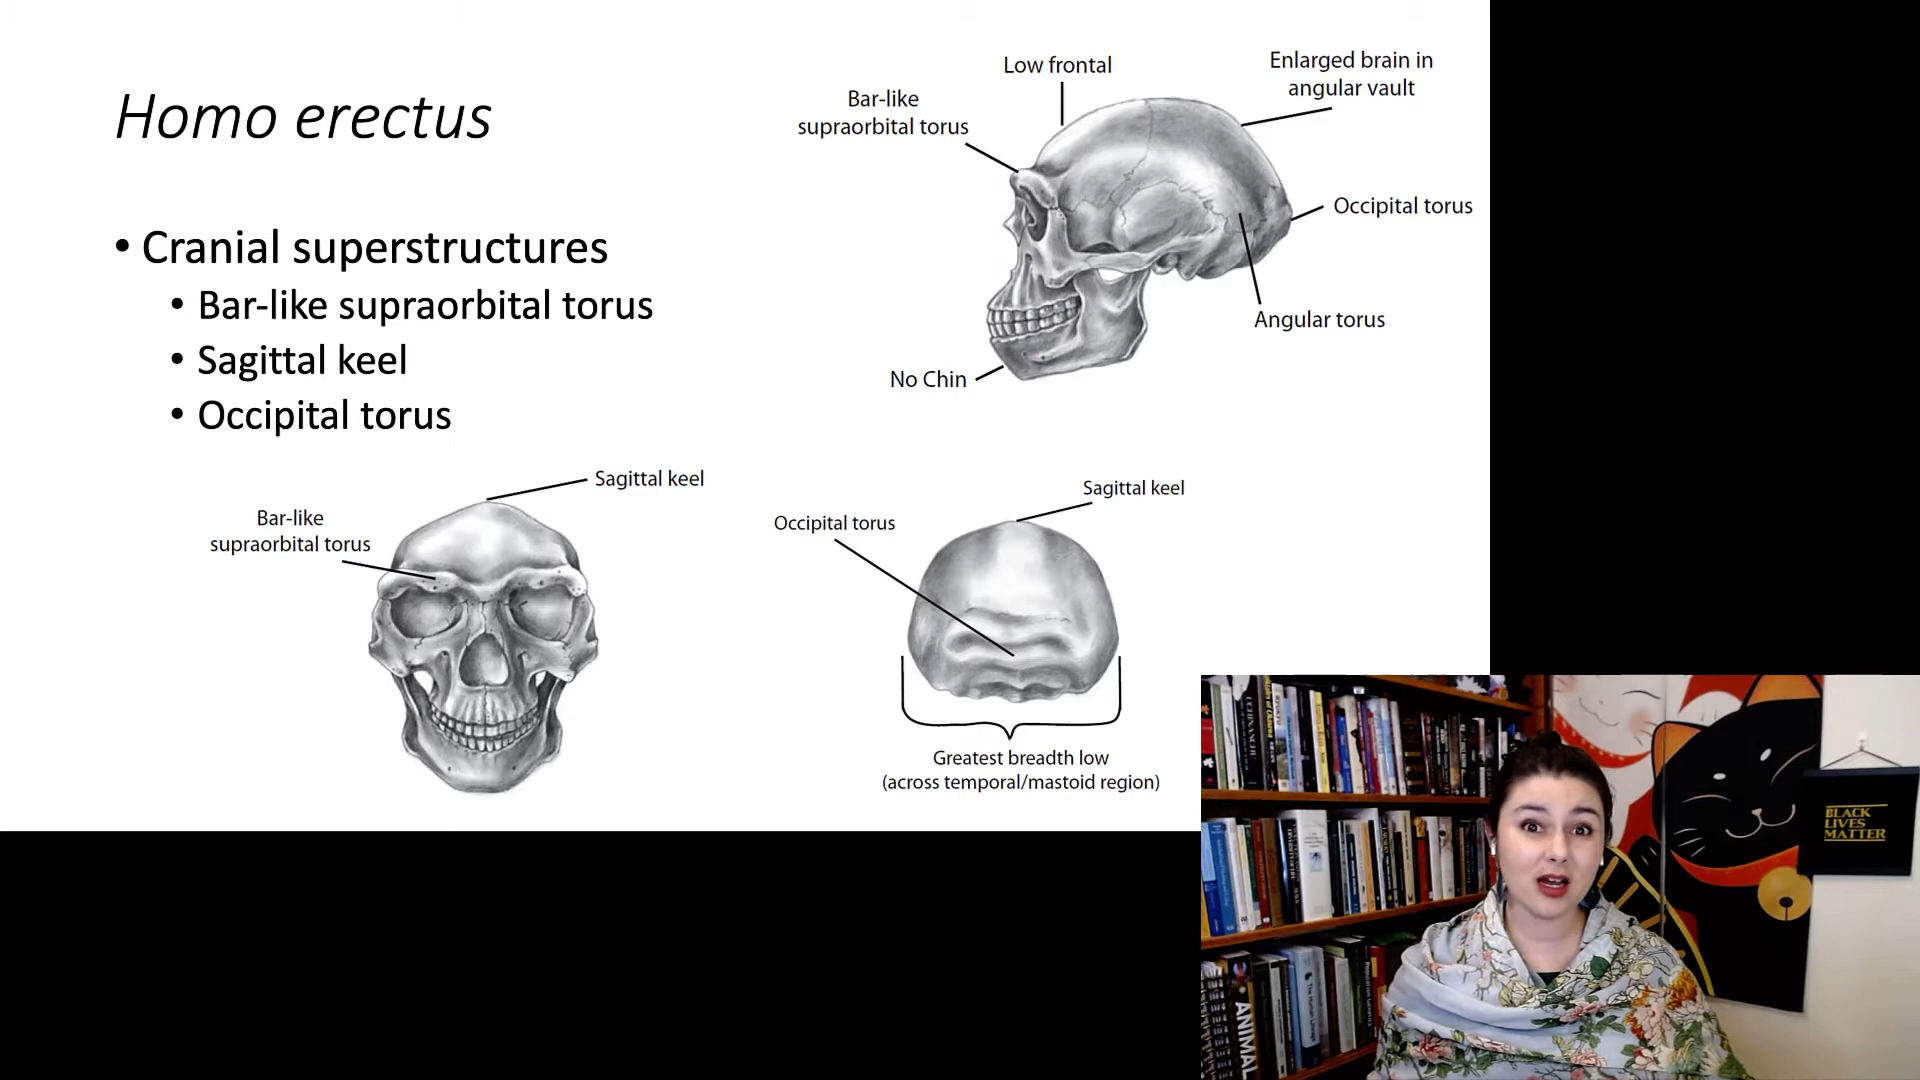 Homo erectus
• Cranial superstructures
• Bar-like supraorbital torus
• Sagittal keel
• Occipital torus
Low frontal
Enlarged brain in
angular vault
Bar-like
supraorbital torus
Occipital torus
Angular torus
No Chin
Sagittal keel
Bar-like
supraorbital torus
Sagittal keel
Occipital torus
Greatest breadth low
(across temporal/mastoid region)
BLACK
LIVES
MATTER
ANIMAL